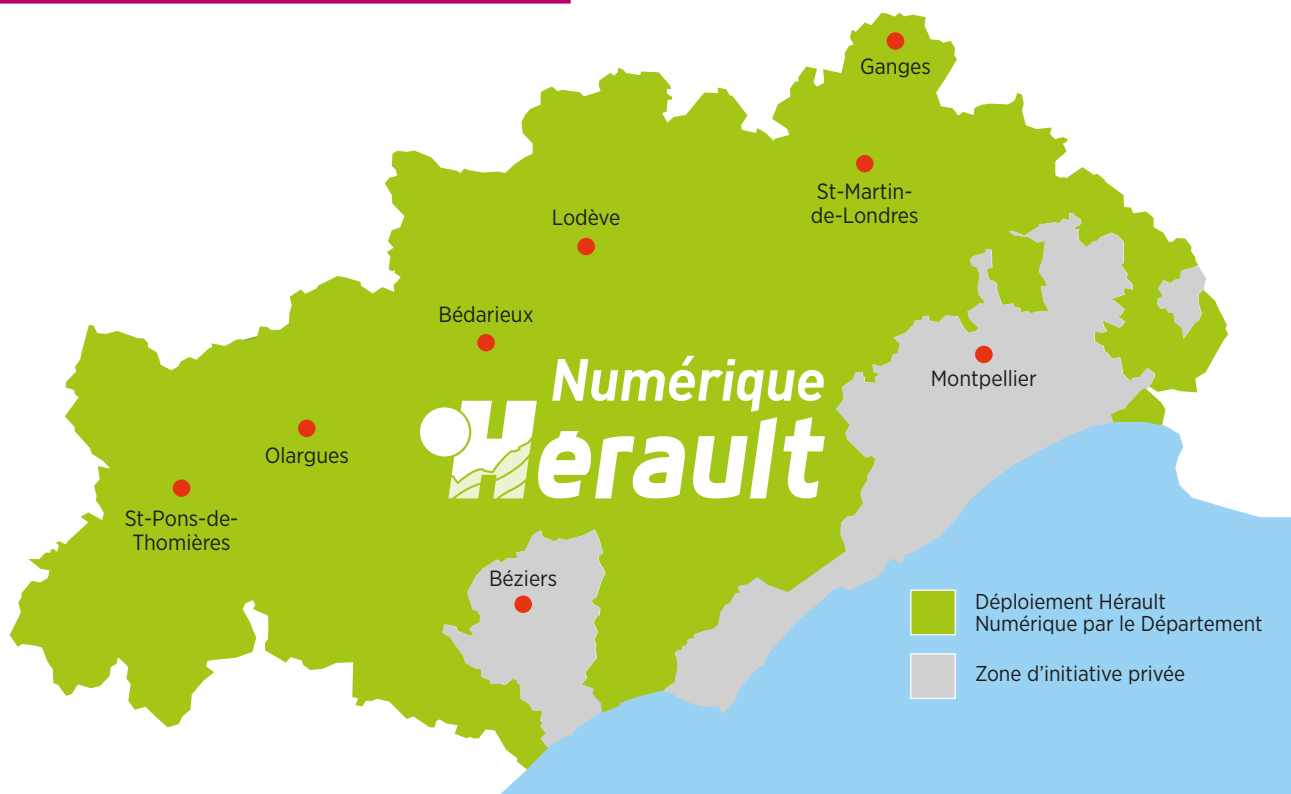 Ganges
St-Martin-
de-Londres
Lodève
Bédarieux
Numérique
Hérault
Montpellier
Olargues
St-Pons-de-
Thomières
Béziers
Déploiement Hérault
Numérique par le Département
Zone d'initiative privée